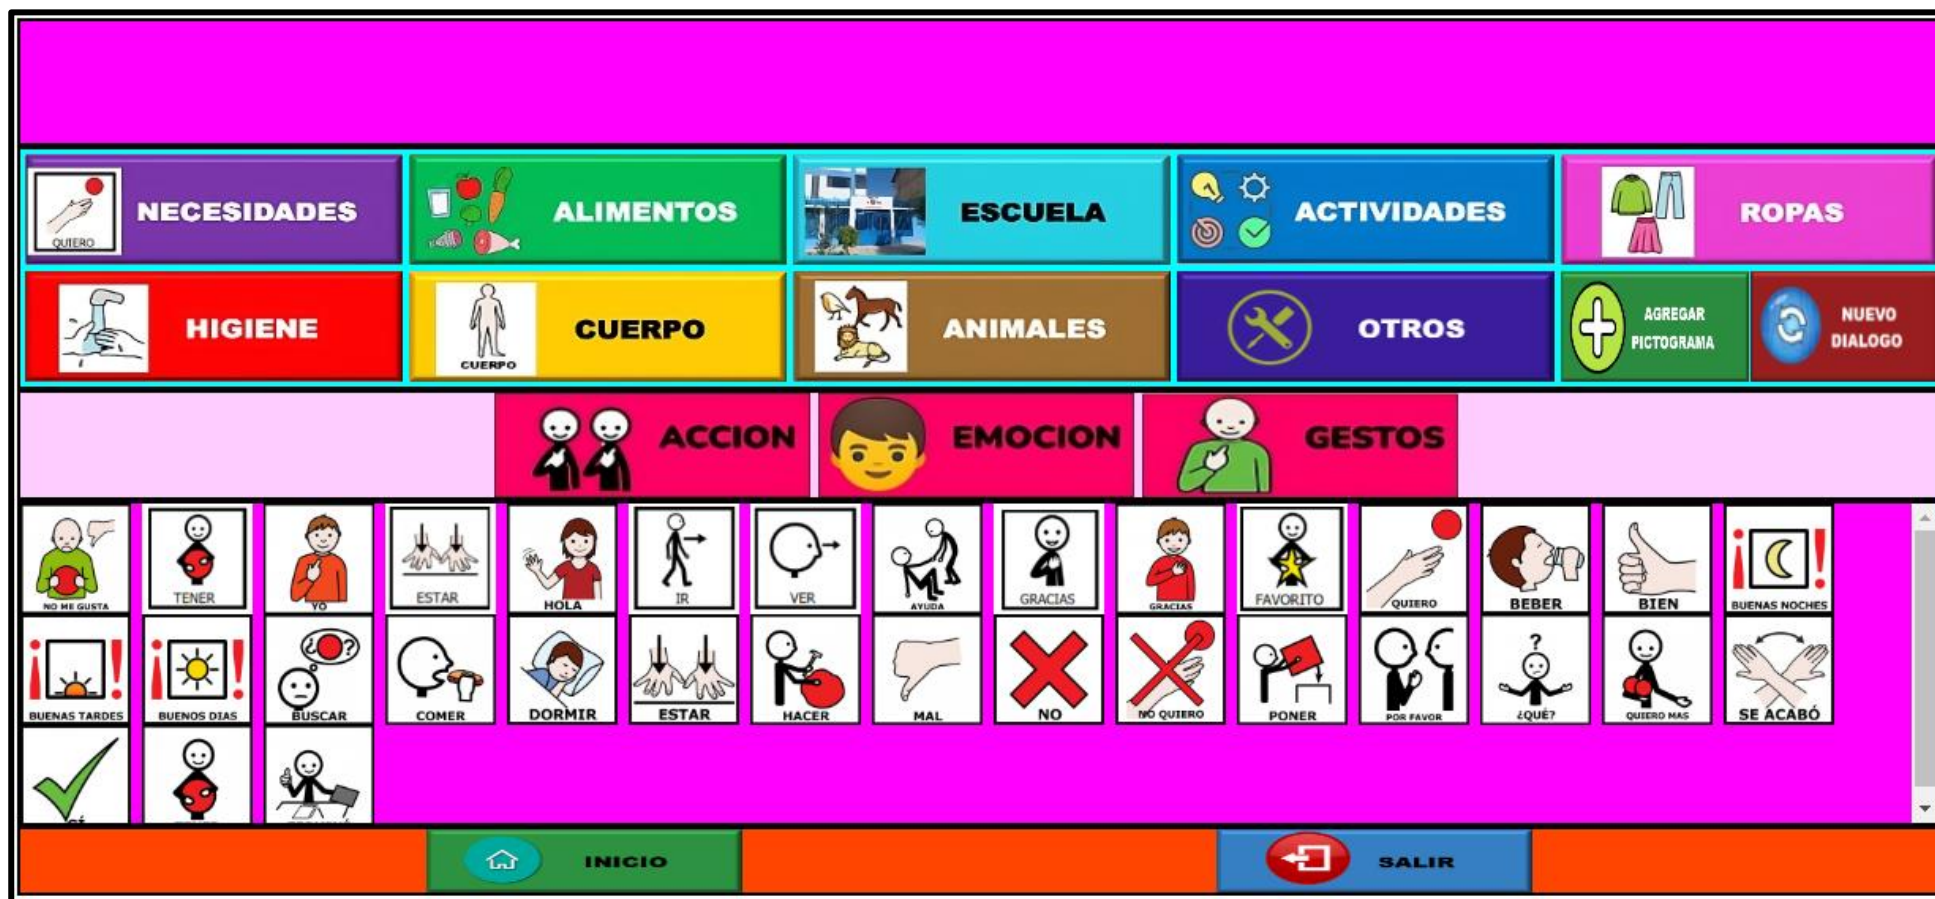 QUIERO
NECESIDADES
ALIMENTOS
ESCUELA
ACTIVIDADES
ROPAS
HIGIENE
CUERPO
CUERPO
ANIMALES
OTROS
AGREGAR
PICTOGRAMA
NUEVO
DIALOGO
ACCION
EMOCION
GESTOS
NO ME GUSTA
TENER
YO
ESTAR
HOLA
IR
VER
AYUDA
GRACIAS
GRACIAS
FAVORITO
QUIERO
BEBER
BIEN
BUENAS NOCHES
BUENAS TARDES
BUENOS DIAS
BUSCAR
COMER
DORMIR
ESTAR
HACER
MAL
NO
NO QUIERO
PONER
POR FAVOR
¿QUÉ?
QUIERO MAS
SE ACABÓ
SÍ
INICIO
SALIR